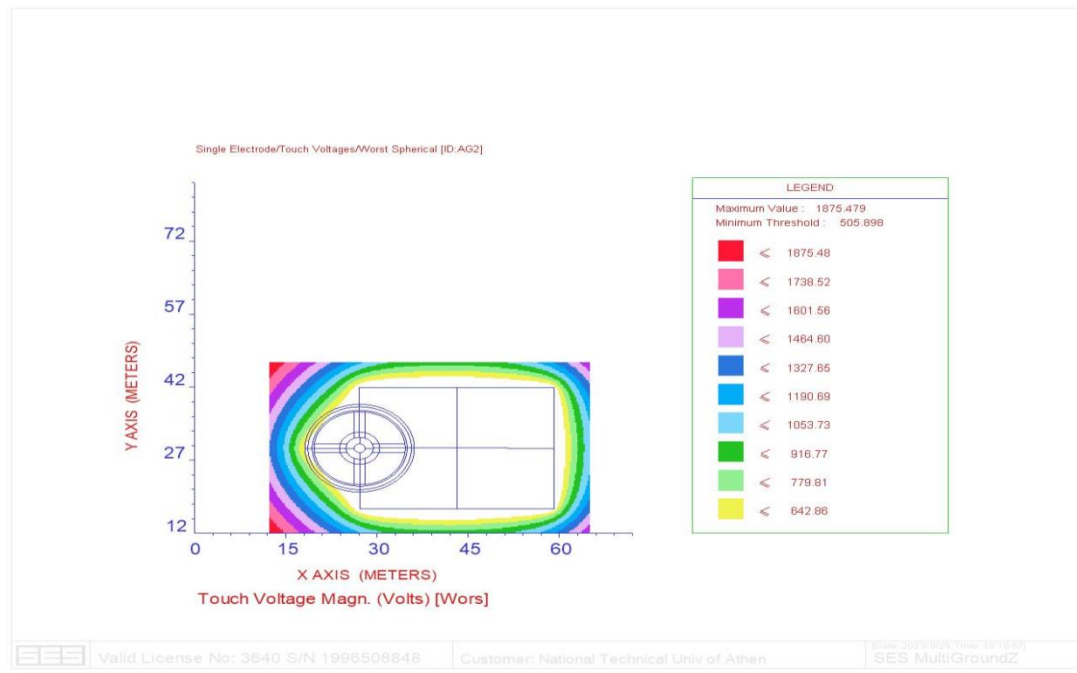 Single Electrode/Touch Voltages/Worst Spherical [ID:AG2]
LEGEND
Maximum Value : 1875.479
Minimum Threshold : 505.898
⩽ 1875.48
⩽ 1738.52
⩽ 1601.56
⩽ 1464.60
⩽ 1327.65
⩽ 1190.69
⩽ 1053.73
⩽ 916.77
⩽ 779.81
⩽ 642.86
72
57
42
27
12
Y AXIS (METERS)
0 15 30 45 60
X AXIS (METERS)
Touch Voltage Magn. (Volts) [Wors]
SES Valid License No: 3640 S/N 1996508848
Customer: National Technical Univ of Athen
SES MultiGroundZ